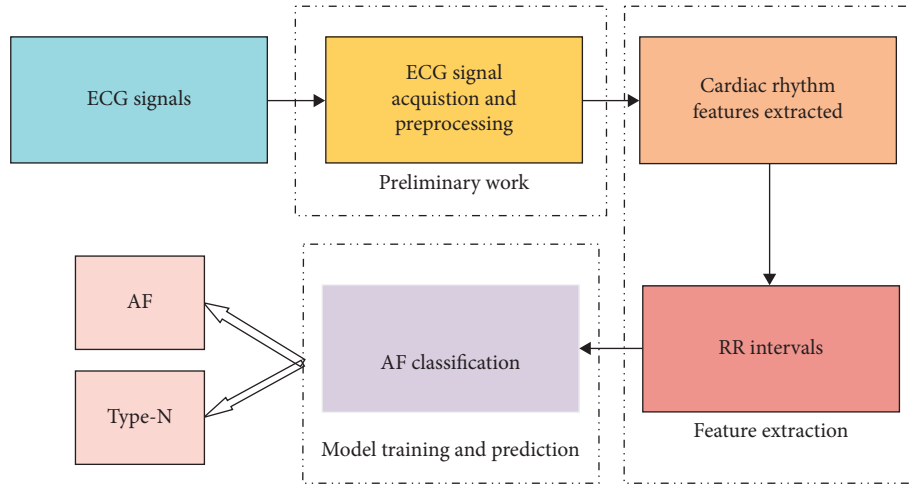 ECG signals
ECG signal
acquistion and
preprocessing
Preliminary work
Cardiac rhythm
features extracted
RR intervals
Feature extraction
AF classification
Model training and prediction
AF
Type-N